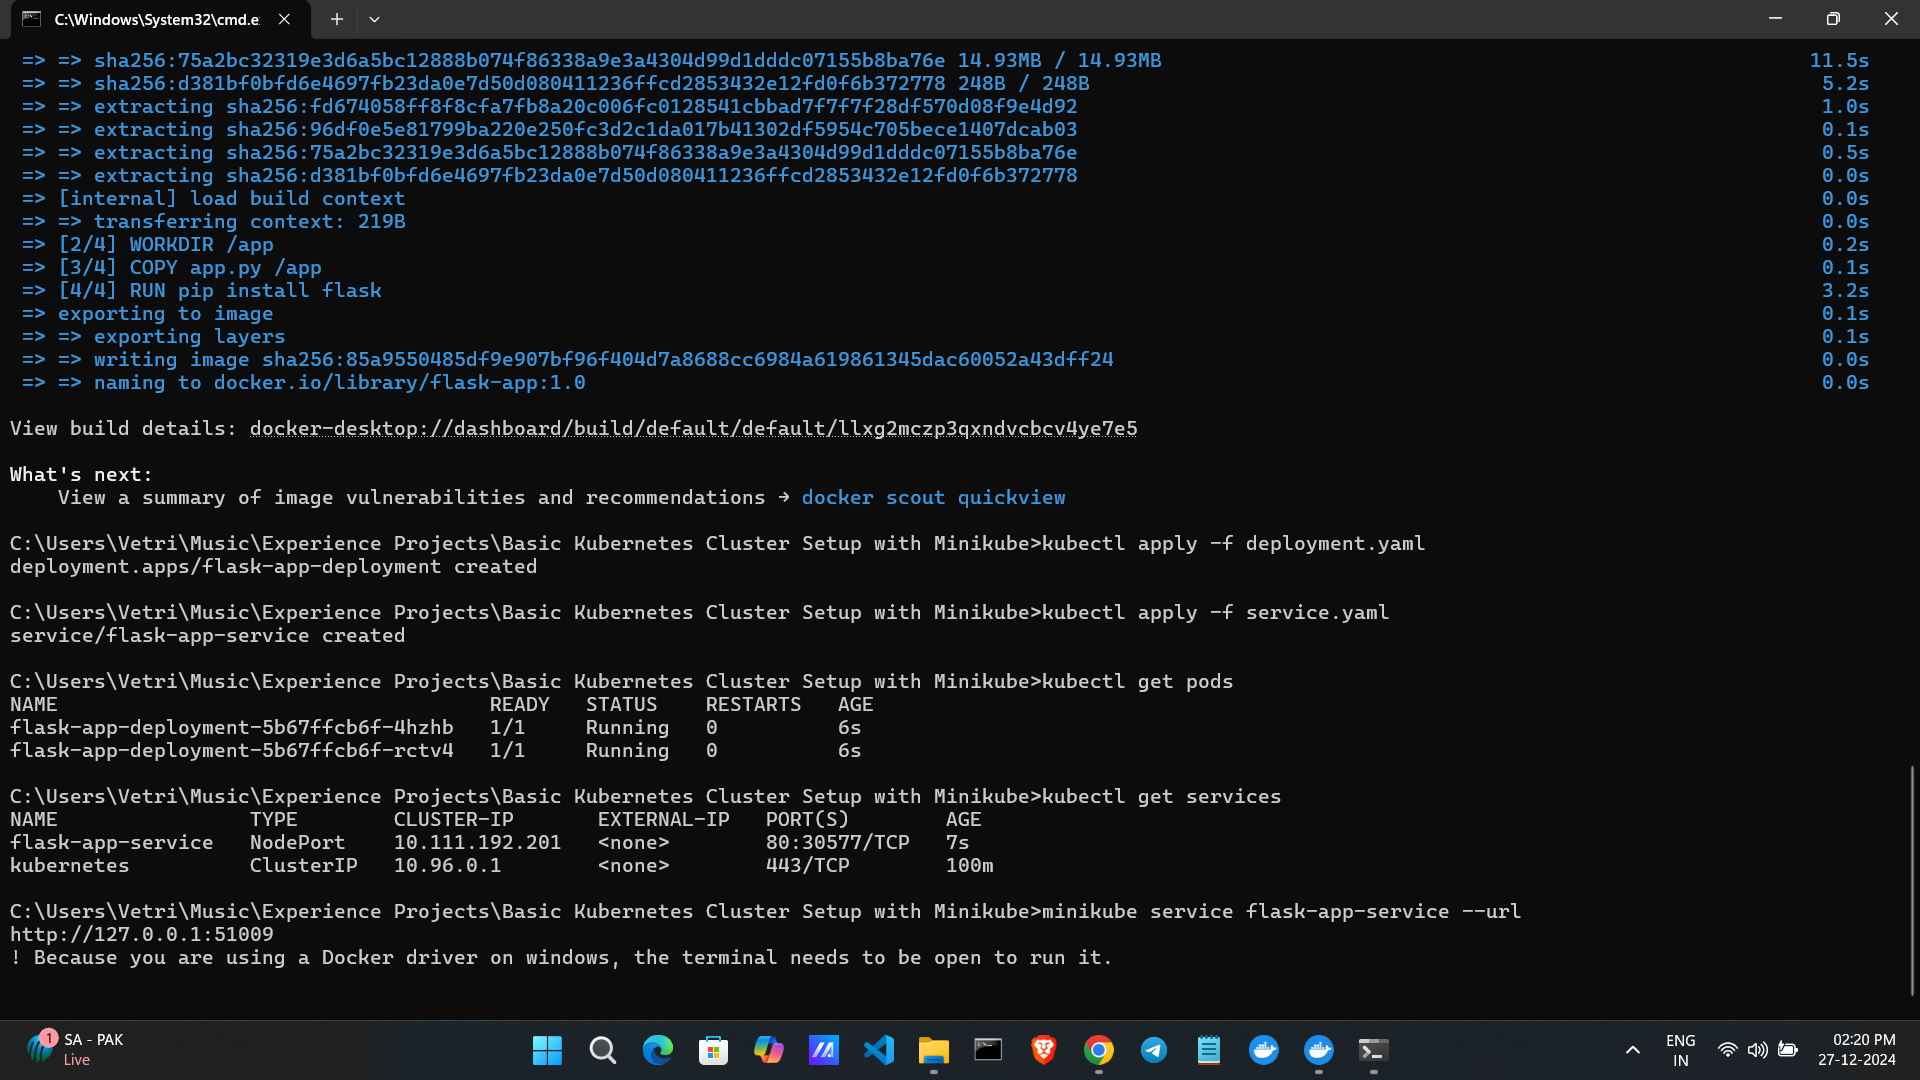 C:\Windows\System32\cmd.e
=> => sha256:75a2bc32319e3d6a5bc12888b074f86338a9e3a4304d99d1dddc07155b8ba76e 14.93MB / 14.93MB 11.5s
=> => sha256:d381bf0bfd6e4697fb23da0e7d50d080411236ffcd2853432e12fd0f6b372778 248B / 248B 5.2s
=> => extracting sha256:fd674058ff8f8cfa7fb8a20c006fc0128541cbbad7f7f7f28df570d08f9e4d92 1.0s
=> => extracting sha256:96df0e5e81799ba220e250fc3d2c1da017b41302df5954c705bece1407dcab03 0.1s
=> => extracting sha256:75a2bc32319e3d6a5bc12888b074f86338a9e3a4304d99d1dddc07155b8ba76e 0.5s
=> => extracting sha256:d381bf0bfd6e4697fb23da0e7d50d080411236ffcd2853432e12fd0f6b372778 0.0s
=> [internal] load build context 0.0s
=> => transferring context: 219B 0.0s
=> [2/4] WORKDIR /app 0.2s
=> [3/4] COPY app.py /app 0.1s
=> [4/4] RUN pip install flask 3.2s
=> exporting to image 0.1s
=> => exporting layers 0.1s
=> => writing image sha256:85a9550485df9e907bf96f404d7a8688cc6984a619861345dac60052a43dff24 0.0s
=> => naming to docker.io/library/flask-app:1.0 0.0s
View build details: docker-desktop://dashboard/build/default/default/llxg2mczp3qxndvcbcv4ye7e5
What's next:
View a summary of image vulnerabilities and recommendations → docker scout quickview
C:\Users\Vetri\Music\Experience Projects\Basic Kubernetes Cluster Setup with Minikube>kubectl apply -f deployment.yaml
deployment.apps/flask-app-deployment created
C:\Users\Vetri\Music\Experience Projects\Basic Kubernetes Cluster Setup with Minikube>kubectl apply -f service.yaml
service/flask-app-service created
C:\Users\Vetri\Music\Experience Projects\Basic Kubernetes Cluster Setup with Minikube>kubectl get pods
NAME READY STATUS RESTARTS AGE
flask-app-deployment-5b67ffcb6f-4hzhb 1/1 Running 0 6s
flask-app-deployment-5b67ffcb6f-rctv4 1/1 Running 0 6s
C:\Users\Vetri\Music\Experience Projects\Basic Kubernetes Cluster Setup with Minikube>kubectl get services
NAME TYPE CLUSTER-IP EXTERNAL-IP PORT(S) AGE
flask-app-service NodePort 10.111.192.201 <none> 80:30577/TCP 7s
kubernetes ClusterIP 10.96.0.1 <none> 443/TCP 100m
C:\Users\Vetri\Music\Experience Projects\Basic Kubernetes Cluster Setup with Minikube>minikube service flask-app-service --url
http://127.0.0.1:51009
! Because you are using a Docker driver on windows, the terminal needs to be open to run it.
1
SA - PAK
Live
ENG
IN
02:20 PM
27-12-2024